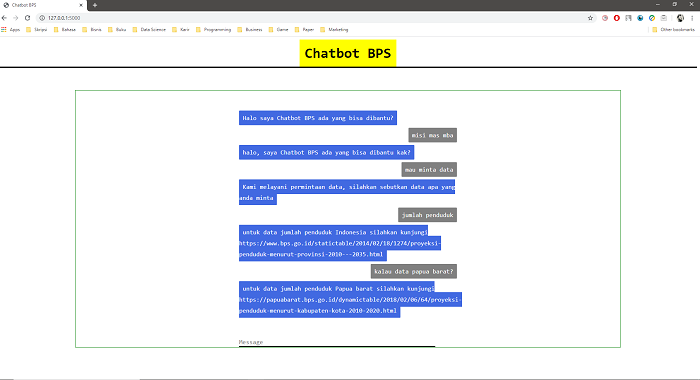 Chatbot BPS
127.0.0.1:5000
Apps Skripsi Bahasa Bisnis Buku Data Science Karir Programming Business Game Paper Marketing Other bookmarks
Chatbot BPS
Halo saya Chatbot BPS ada yang bisa dibantu?
misi mas mba
halo, saya Chatbot BPS ada yang bisa dibantu kak?
mau minta data
Kami melayani permintaan data, silahkan sebutkan data apa yang
anda minta
jumlah penduduk
untuk data jumlah penduduk Indonesia silahkan kunjungi
https://www.bps.go.id/statictable/2014/02/18/1274/proyeksi-
penduduk-menurut-provinsi-2010---2035.html
kalau data papua barat?
untuk data jumlah penduduk Papua barat silahkan kunjungi
https://papuabarat.bps.go.id/dynamictable/2018/02/06/64/proyeksi-
penduduk-menurut-kabupaten-kota-2010-2020.html
Message